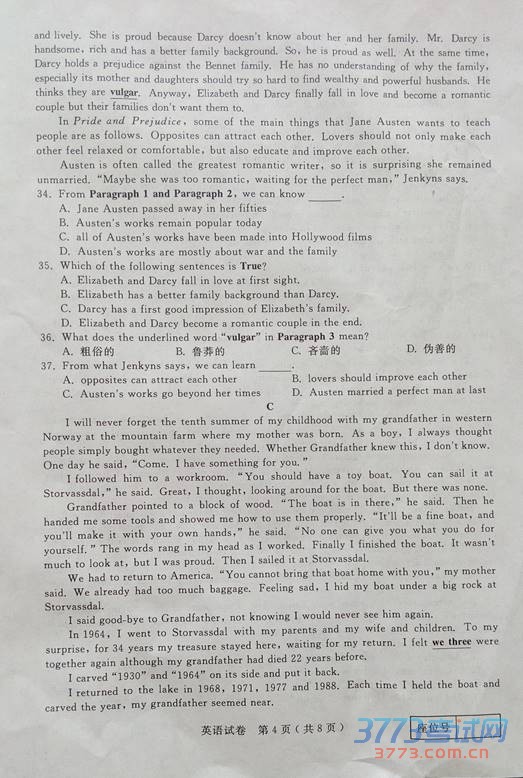 and lively. She is proud because Darcy doesn't know about her and her family. Mr. Darcy is
handsome, rich and has a better family background. So, he is proud as well. At the same time,
Darcy holds a prejudice against the Bennet family. He has no understanding of why the family,
especially its mother and daughters should try so hard to find wealthy and powerful husbands. He
thinks they are vulgar. Anyway, Elizabeth and Darcy finally fall in love and become a romantic
couple but their families don't want them to.
In Pride and Prejudice, some of the main things that Jane Austen wants to teach
people are as follows. Opposites can attract each other. Lovers should not only make each
other feel relaxed or comfortable, but also educate and improve each other.
Austen is often called the greatest romantic writer, so it is surprising she remained
unmarried. "Maybe she was too romantic, waiting for the perfect man," Jenkyns says.
34. From Paragraph 1 and Paragraph 2, we can know _____.
A. Jane Austen passed away in her fifties
B. Austen's works remain popular today
C. all of Austen's works have been made into Hollywood films
D. Austen's works are mostly about war and the family
35. Which of the following sentences is True?
A. Elizabeth and Darcy fall in love at first sight.
B. Elizabeth has a better family background than Darcy.
C. Darcy has a first good impression of Elizabeth's family.
D. Elizabeth and Darcy become a romantic couple in the end.
36. What does the underlined word "vulgar" in Paragraph 3 mean?
A. 粗俗的 B. 鲁莽的 C. 吝啬的 D. 伪善的
37. From what Jenkyns says, we can learn _____.
A. opposites can attract each other B. lovers should improve each other
C. Austen's works go beyond her times D. Austen married a perfect man at last
C
I will never forget the tenth summer of my childhood with my grandfather in western
Norway at the mountain farm where my mother was born. As a boy, I always thought
people simply bought whatever they needed. Whether Grandfather knew this, I don't know.
One day he said, "Come. I have something for you."
I followed him to a workroom. "You should have a toy boat. You can sail it at
Storvassdal," he said. Great, I thought, looking around for the boat. But there was none.
Grandfather pointed to a block of wood. "The boat is in there," he said. Then he
handed me some tools and showed me how to use them properly. "It'll be a fine boat, and
you'll make it with your own hands," he said. "No one can give you what you do for
yourself." The words rang in my head as I worked. Finally I finished the boat. It wasn't
much to look at, but I was proud. Then I sailed it at Storvassdal.
We had to return to America. "You cannot bring that boat home with you," my mother
said. We already had too much baggage. Feeling sad, I hid my boat under a big rock at
Storvassdal.
I said good-bye to Grandfather, not knowing I would never see him again.
In 1964, I went to Storvassdal with my parents and my wife and children. To my
surprise, for 34 years my treasure stayed here, waiting for my return. I felt we three were
together again although my grandfather had died 22 years before.
I carved "1930" and "1964" on its side and put it back.
I returned to the lake in 1968, 1971, 1977 and 1988. Each time I held the boat and
carved the year, my grandfather seemed near.
英语试卷 第4页(共8页)
座位号
3773考试网
3773.com.cn